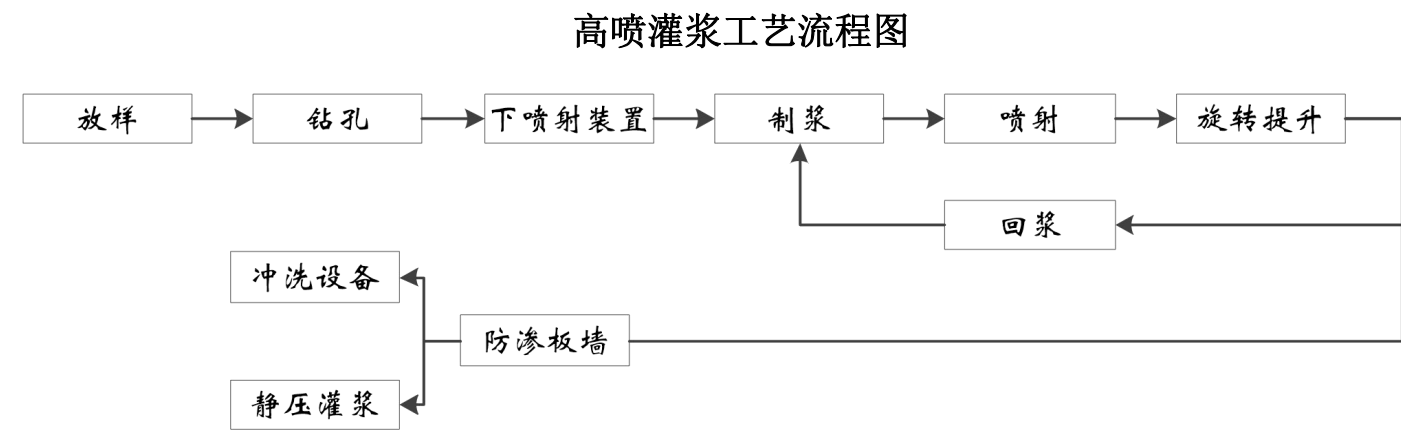 高喷灌浆工艺流程图
放样
钻孔
下喷射装置
制浆
喷射
旋转提升
回浆
冲洗设备
防渗板墙
静压灌浆